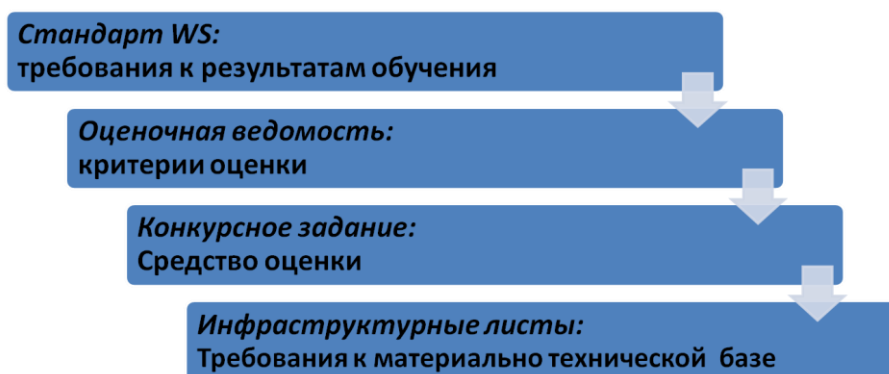 Стандарт WS:
требования к результатам обучения
Оценочная ведомость:
критерии оценки
Конкурсное задание:
Средство оценки
Инфраструктурные листы:
Требования к материально технической базе